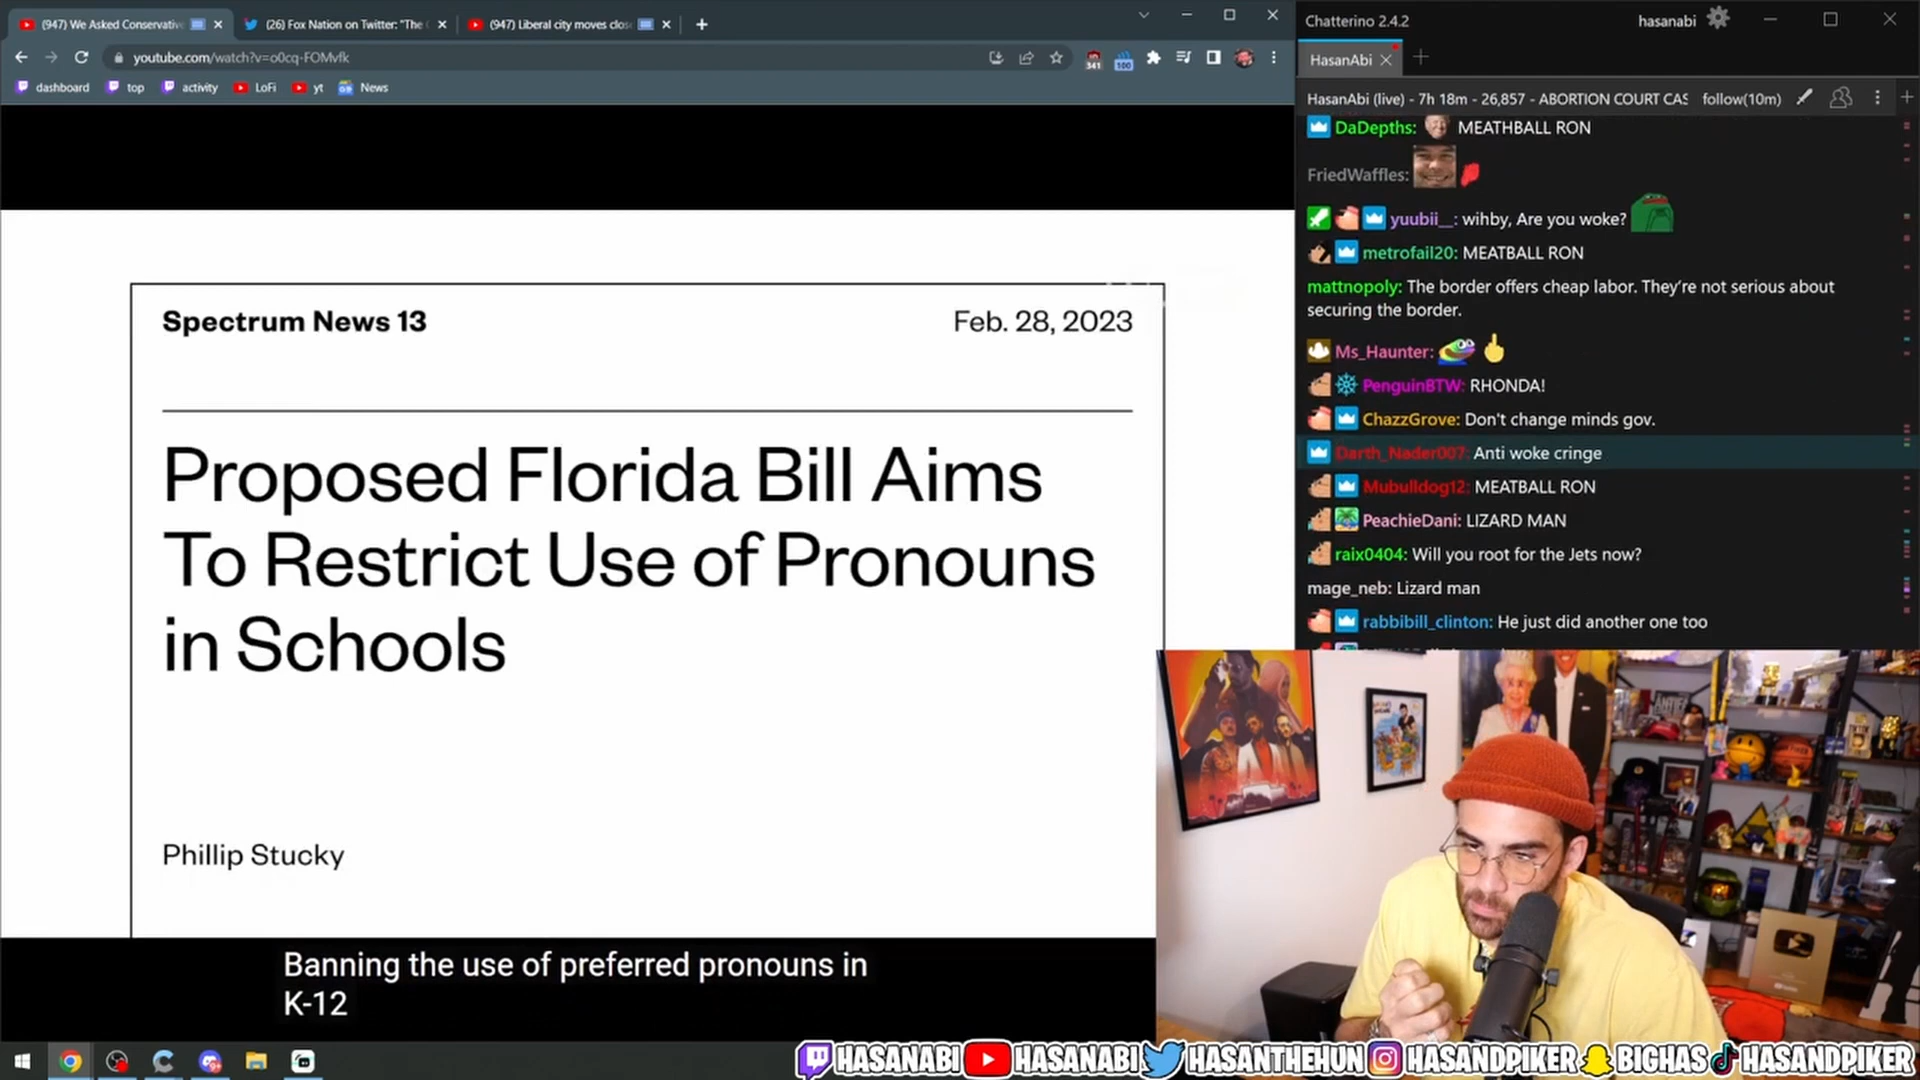 (947) We Asked Conservativ
(26) Fox Nation on Twitter: "The
(947) Liberal city moves clos
youtube.com/watch?v=o0cq-FOMvfk
341
100
dashboard
top
activity
LoFi
yt
News
Spectrum News 13
Feb. 28, 2023
Proposed Florida Bill Aims
To Restrict Use of Pronouns
in Schools
Phillip Stucky
Banning the use of preferred pronouns in
K-12
Chatterino 2.4.2
hasanabi
HasanAbi
HasanAbi (live) - 7h 18m - 26,857 - ABORTION COURT CAS
follow(10m)
DaDepths: MEATHBALL RON
FriedWaffles:
yuubii__: wihby, Are you woke?
metrofail20: MEATBALL RON
mattnopoly: The border offers cheap labor. They're not serious about
securing the border.
Ms_Haunter:
PenguinBTW: RHONDA!
ChazzGrove: Don't change minds gov.
Darth_Nader007: Anti woke cringe
Mubulldog12: MEATBALL RON
PeachieDani: LIZARD MAN
raix0404: Will you root for the Jets now?
mage_neb: Lizard man
rabbibill_clinton: He just did another one too
HASANABI HASANABI HASANTHEHUN HASANDPIKER BIGHAS HASANDPIKER